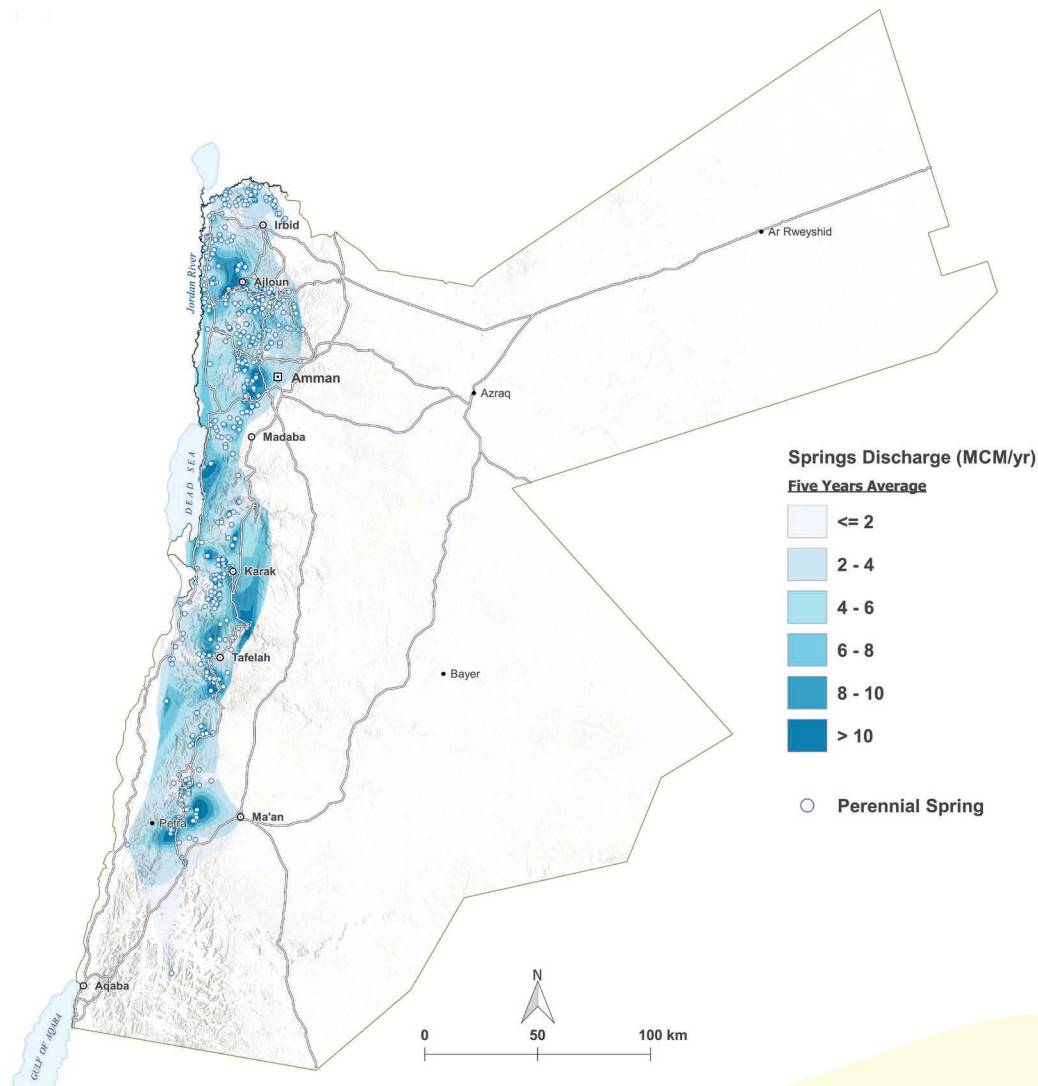 Irbid
Ar Rweyshid
Jordan River
Ajloun
Amman
Azraq
Madaba
DEAD SEA
Karak
Tafelah
Bayer
Ma'an
Petra
Aqaba
GULF OF AQABA
Springs Discharge (MCM/yr)
Five Years Average
<= 2
2 - 4
4 - 6
6 - 8
8 - 10
> 10
Perennial Spring
N
0 50 100 km